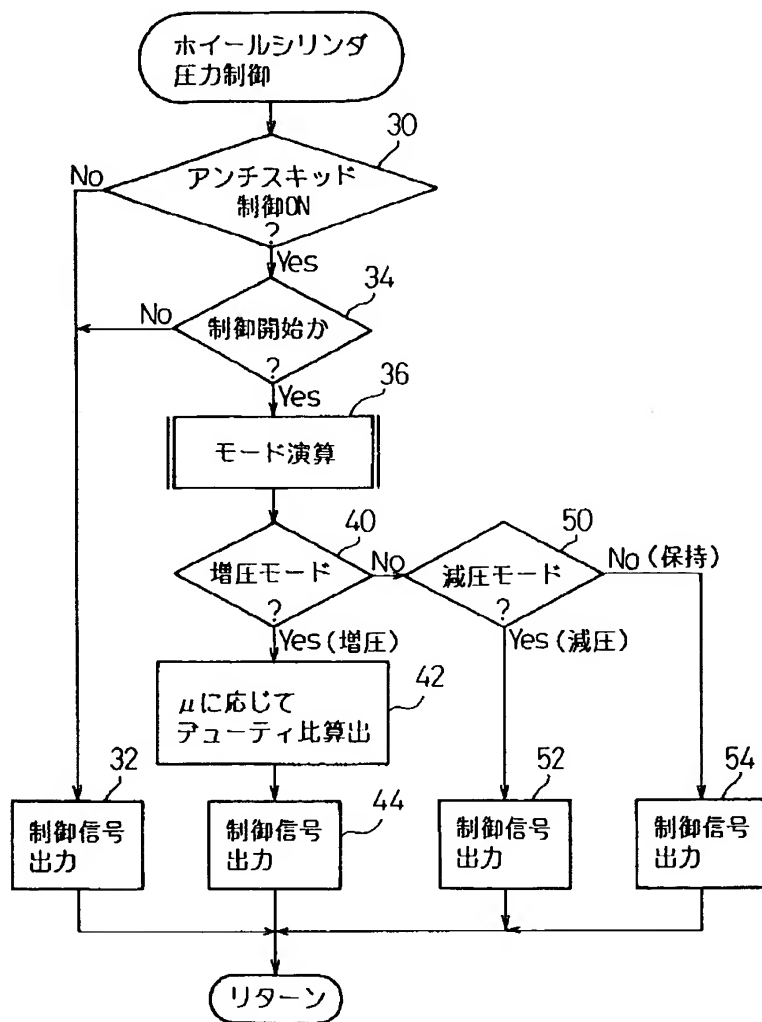 ホイールシリンダ
圧力制御
30
No
アンチスキッド
制御ON
?
Yes
34
No
制御開始か
?
Yes
36
モード演算
40
50
増圧モード
?
No
減圧モード
?
No(保持)
Yes(増圧)
Yes(減圧)
42
μに応じて
デューティ比算出
32
44
52
54
制御信号
出力
制御信号
出力
制御信号
出力
制御信号
出力
リターン